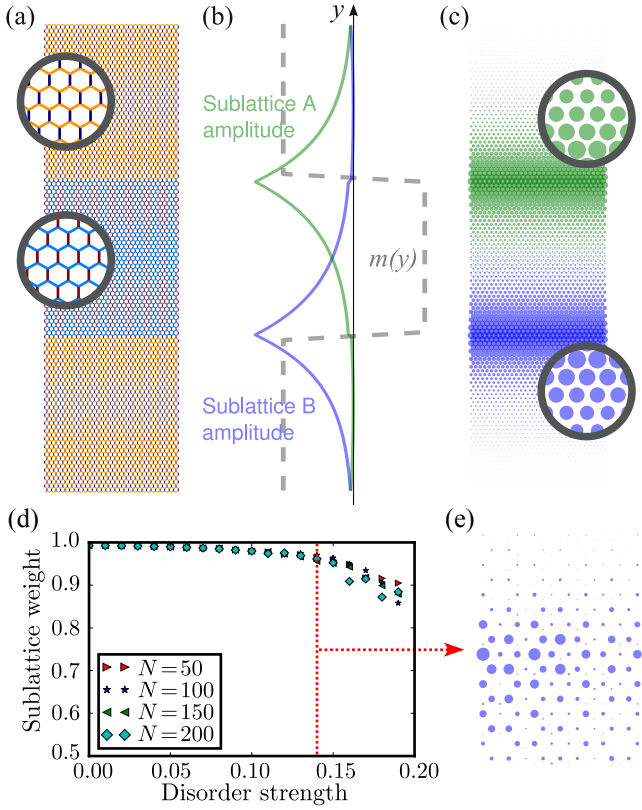 (a)
(b)
y
(c)
Sublattice A
amplitude
m(y)
Sublattice B
amplitude
(d)
(e)
1.0
0.9
0.8
0.7
0.6
0.5
Sublattice weight
N = 50
N = 100
N = 150
N = 200
0.00
0.05
0.10
0.15
0.20
Disorder strength